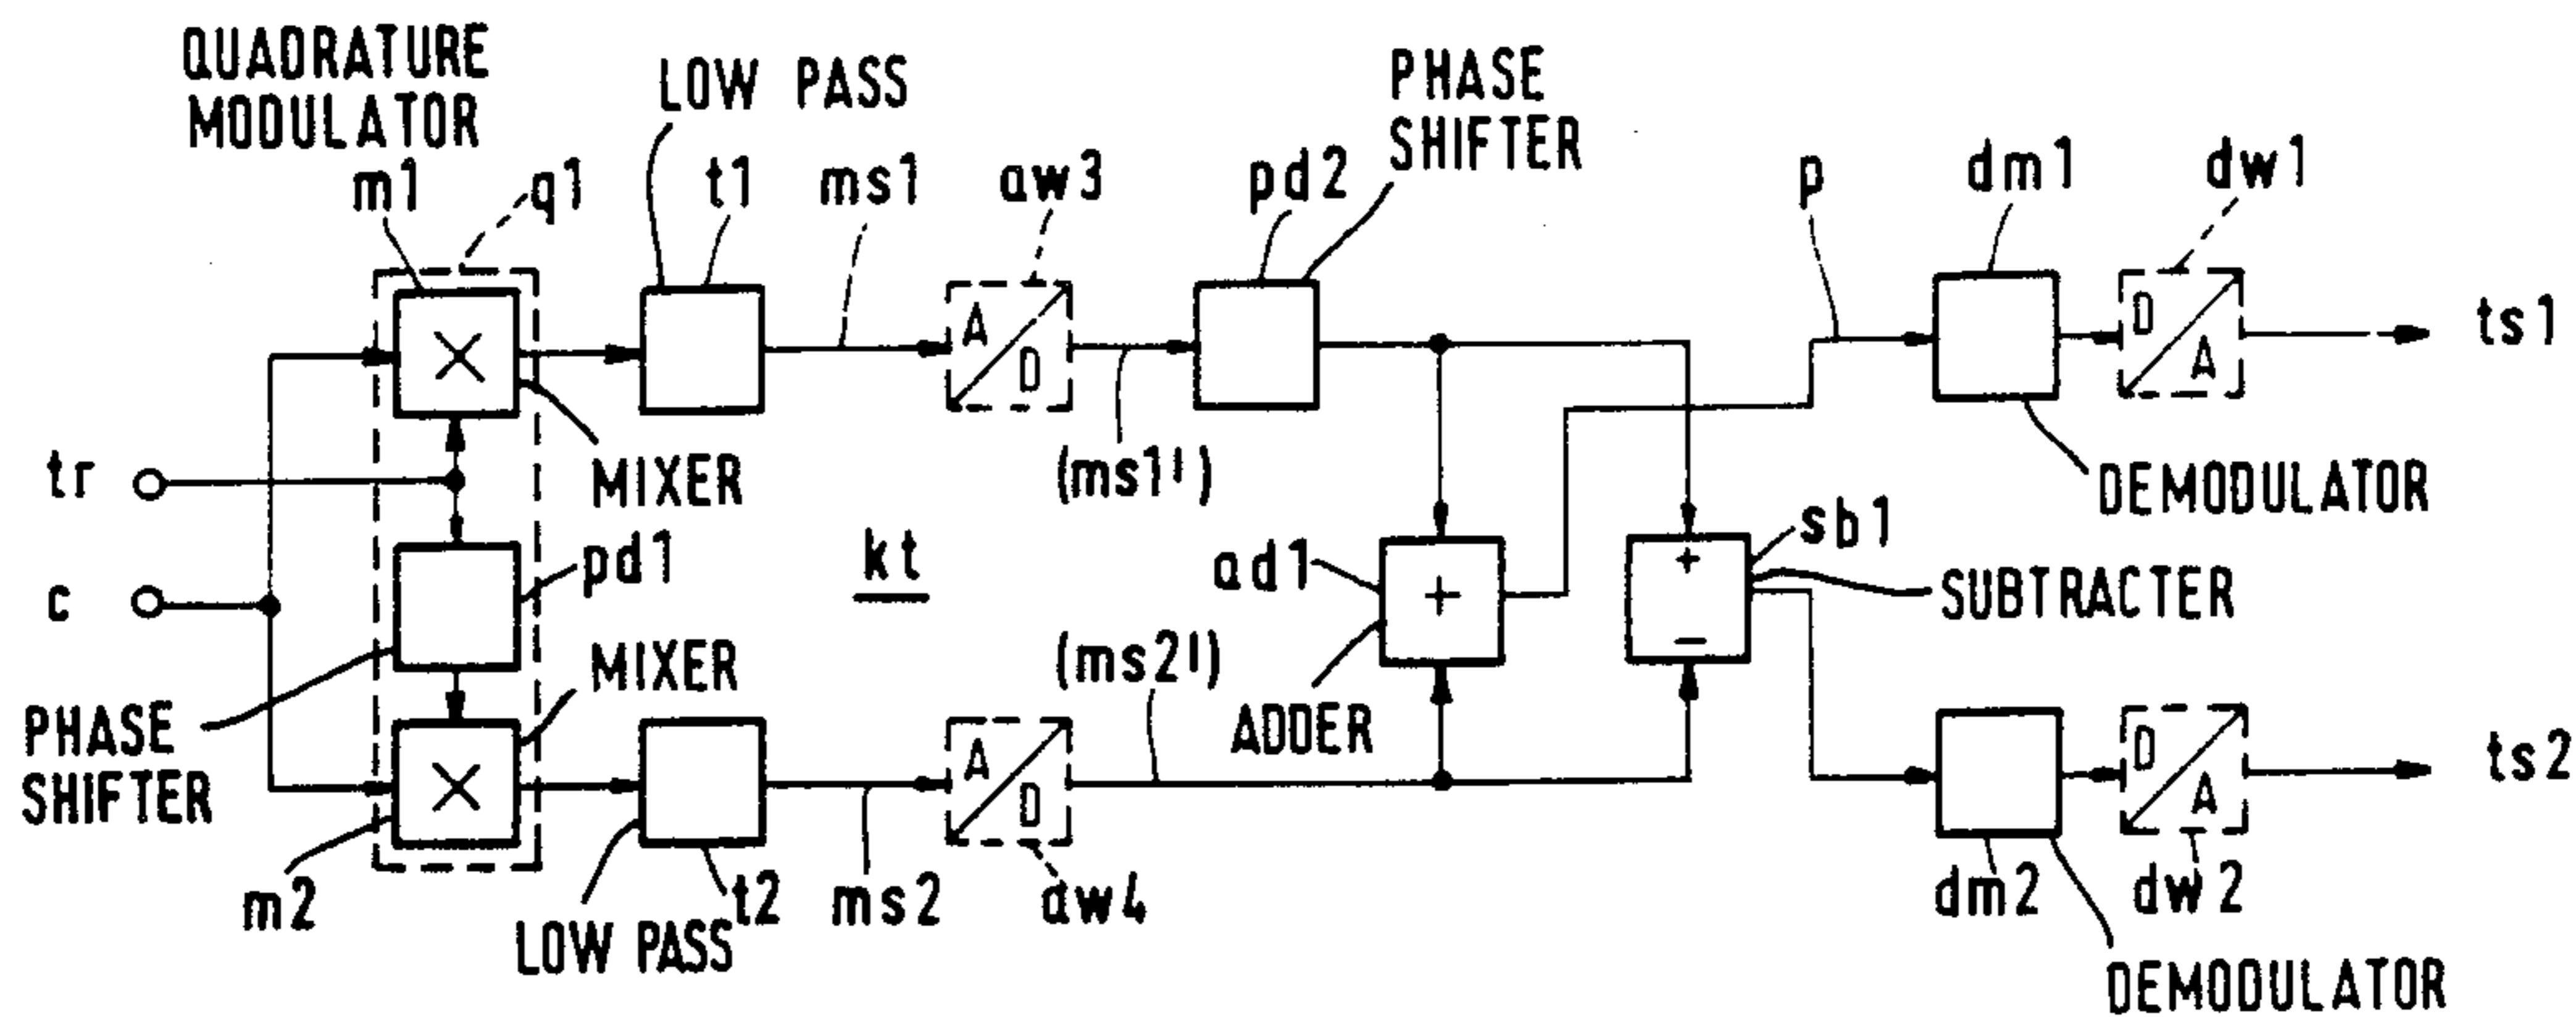 QUADRATURE
MODULATOR
m1
q1
LOW PASS
t1
ms1
aw3
pd2
PHASE
SHIFTER
p
dm1
dw1
A
D
D
A
ts1
MIXER
(ms1')
DEMODULATOR
tr
pd1
kt
ad1
+
+
−
sb1
SUBTRACTER
c
MIXER
(ms2')
ADDER
PHASE
SHIFTER
A
D
D
A
ts2
m2
LOW PASS
t2
ms2
aw4
dm2
dw2
DEMODULATOR